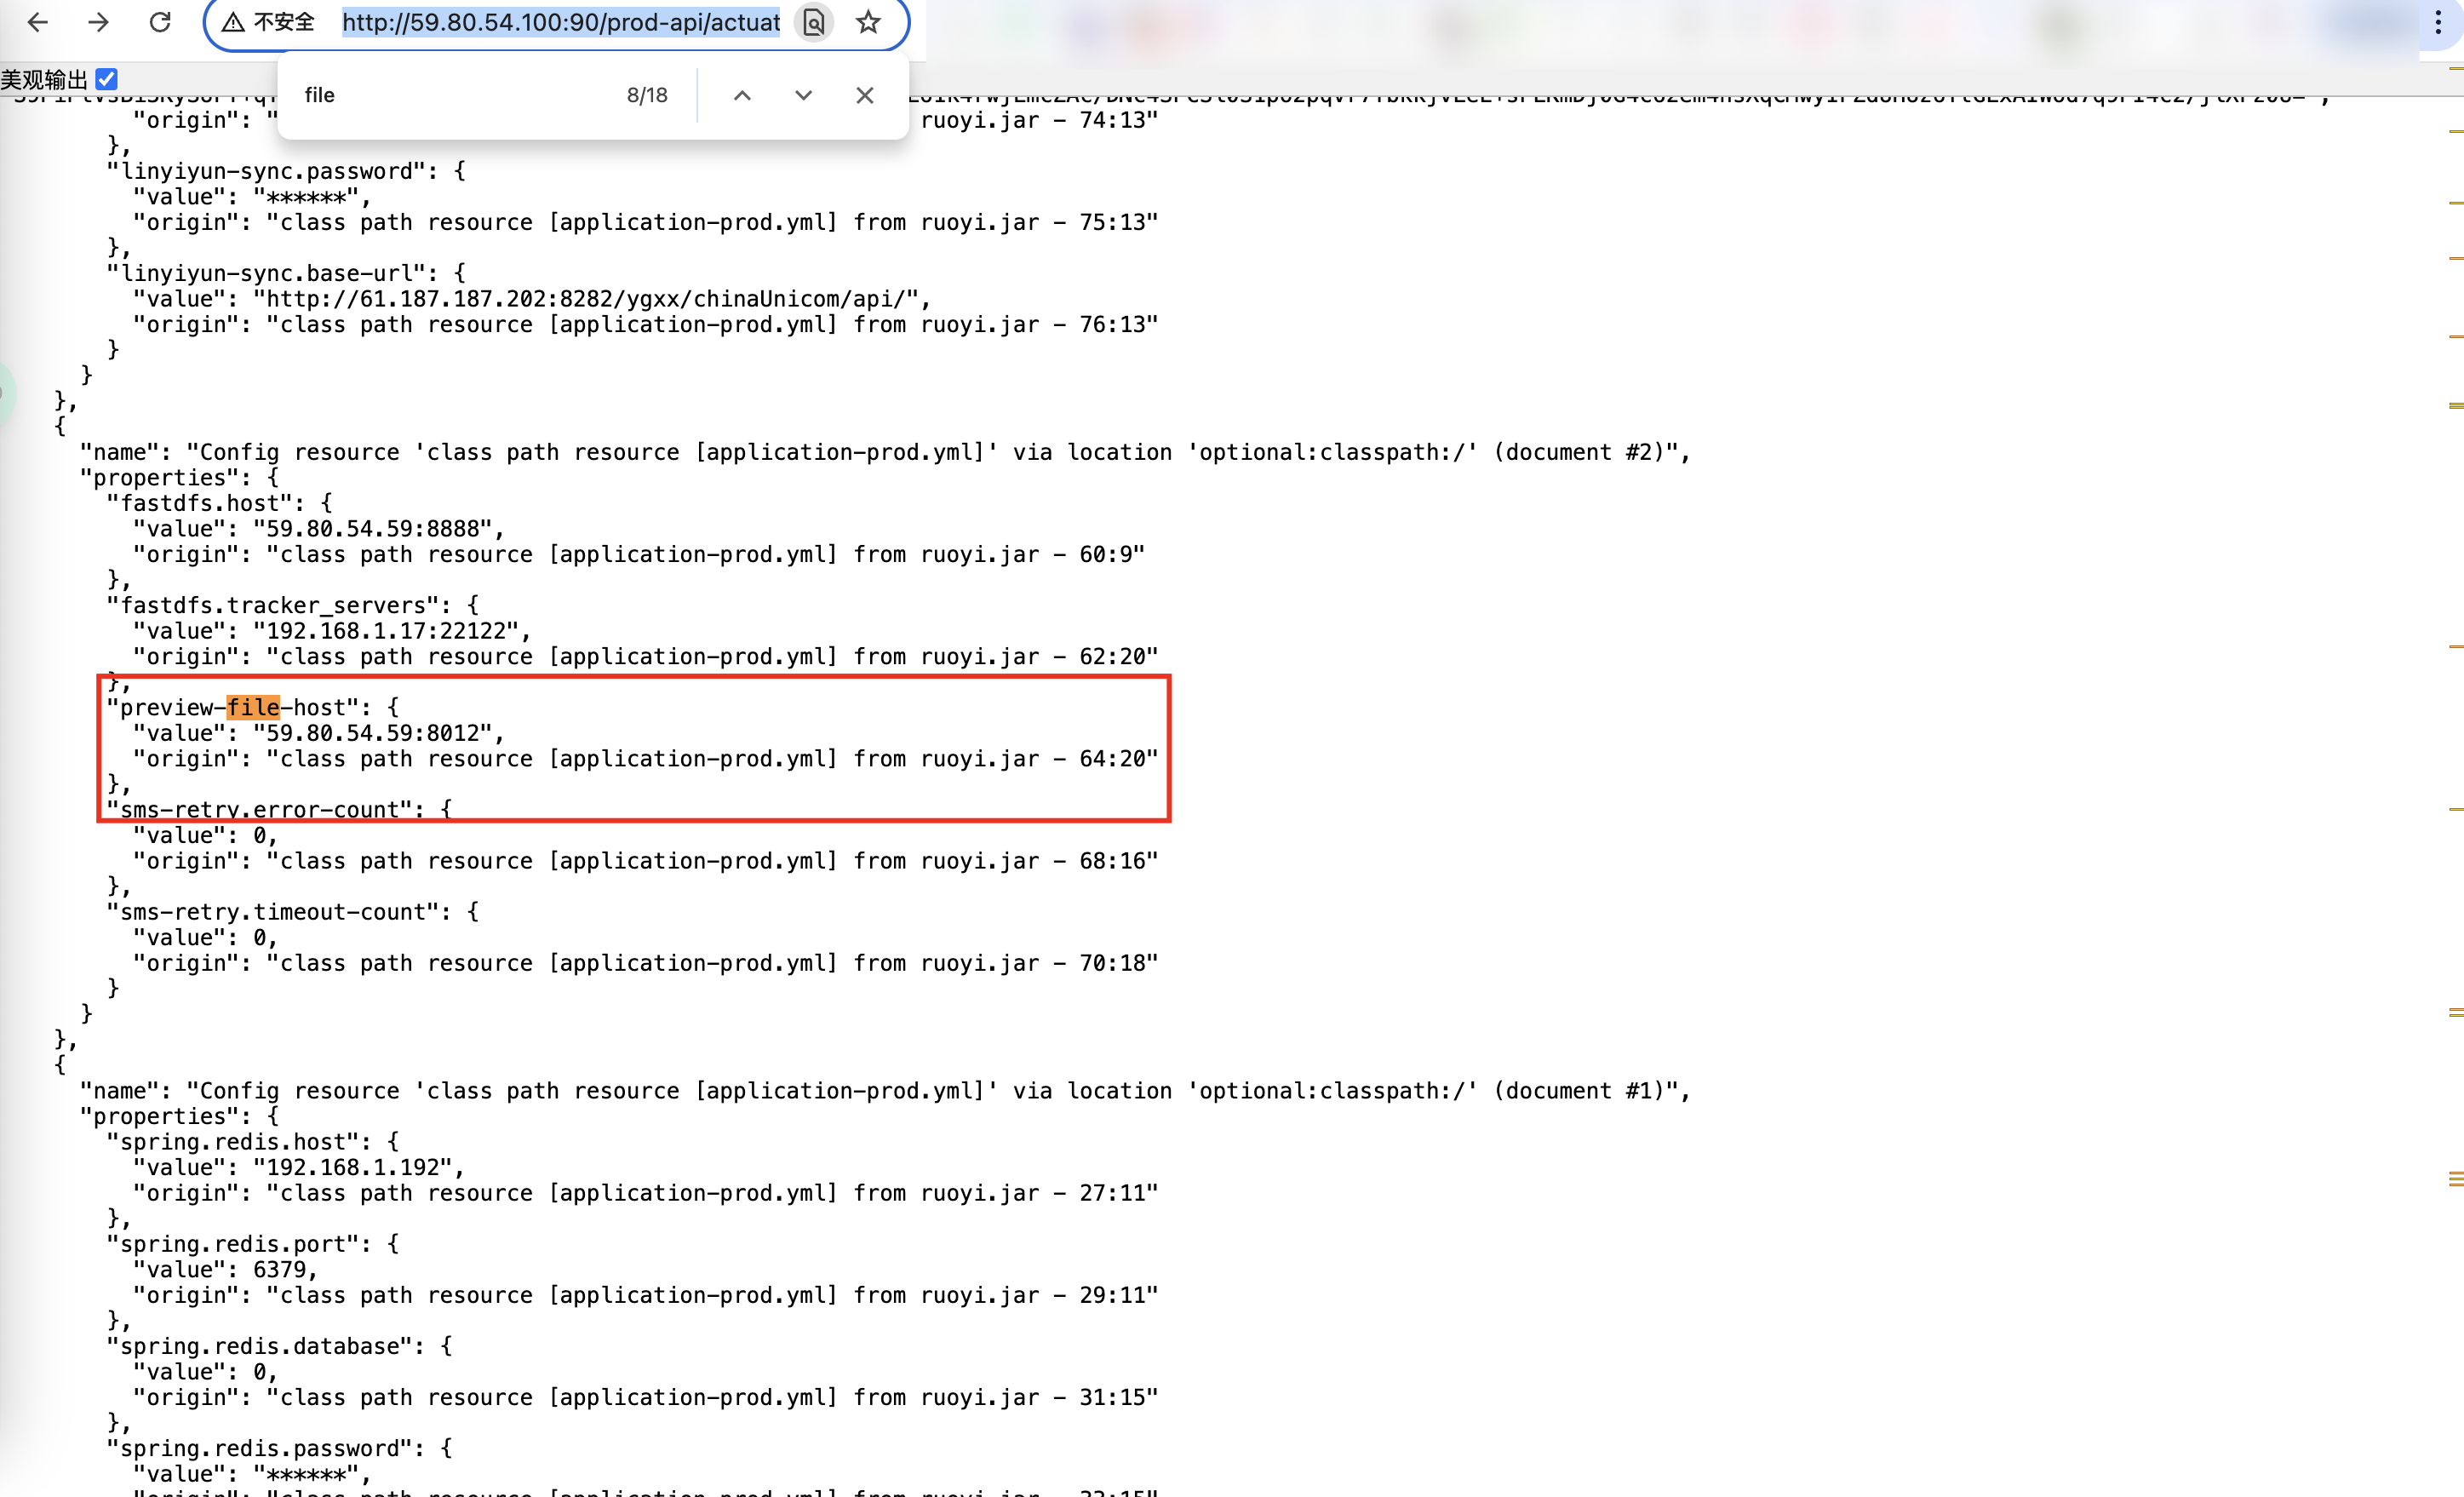 不安全 http://59.80.54.100:90/prod-api/actuat
美观输出
file 8/18
"origin": " ruoyi.jar - 74:13"
},
"linyiyun-sync.password": {
"value": "******",
"origin": "class path resource [application-prod.yml] from ruoyi.jar - 75:13"
},
"linyiyun-sync.base-url": {
"value": "http://61.187.187.202:8282/ygxx/chinaUnicom/api/",
"origin": "class path resource [application-prod.yml] from ruoyi.jar - 76:13"
}
}
},
{
"name": "Config resource 'class path resource [application-prod.yml]' via location 'optional:classpath:/' (document #2)",
"properties": {
"fastdfs.host": {
"value": "59.80.54.59:8888",
"origin": "class path resource [application-prod.yml] from ruoyi.jar - 60:9"
},
"fastdfs.tracker_servers": {
"value": "192.168.1.17:22122",
"origin": "class path resource [application-prod.yml] from ruoyi.jar - 62:20"
},
"preview-file-host": {
"value": "59.80.54.59:8012",
"origin": "class path resource [application-prod.yml] from ruoyi.jar - 64:20"
},
"sms-retry.error-count": {
"value": 0,
"origin": "class path resource [application-prod.yml] from ruoyi.jar - 68:16"
},
"sms-retry.timeout-count": {
"value": 0,
"origin": "class path resource [application-prod.yml] from ruoyi.jar - 70:18"
}
}
},
{
"name": "Config resource 'class path resource [application-prod.yml]' via location 'optional:classpath:/' (document #1)",
"properties": {
"spring.redis.host": {
"value": "192.168.1.192",
"origin": "class path resource [application-prod.yml] from ruoyi.jar - 27:11"
},
"spring.redis.port": {
"value": 6379,
"origin": "class path resource [application-prod.yml] from ruoyi.jar - 29:11"
},
"spring.redis.database": {
"value": 0,
"origin": "class path resource [application-prod.yml] from ruoyi.jar - 31:15"
},
"spring.redis.password": {
"value": "******",